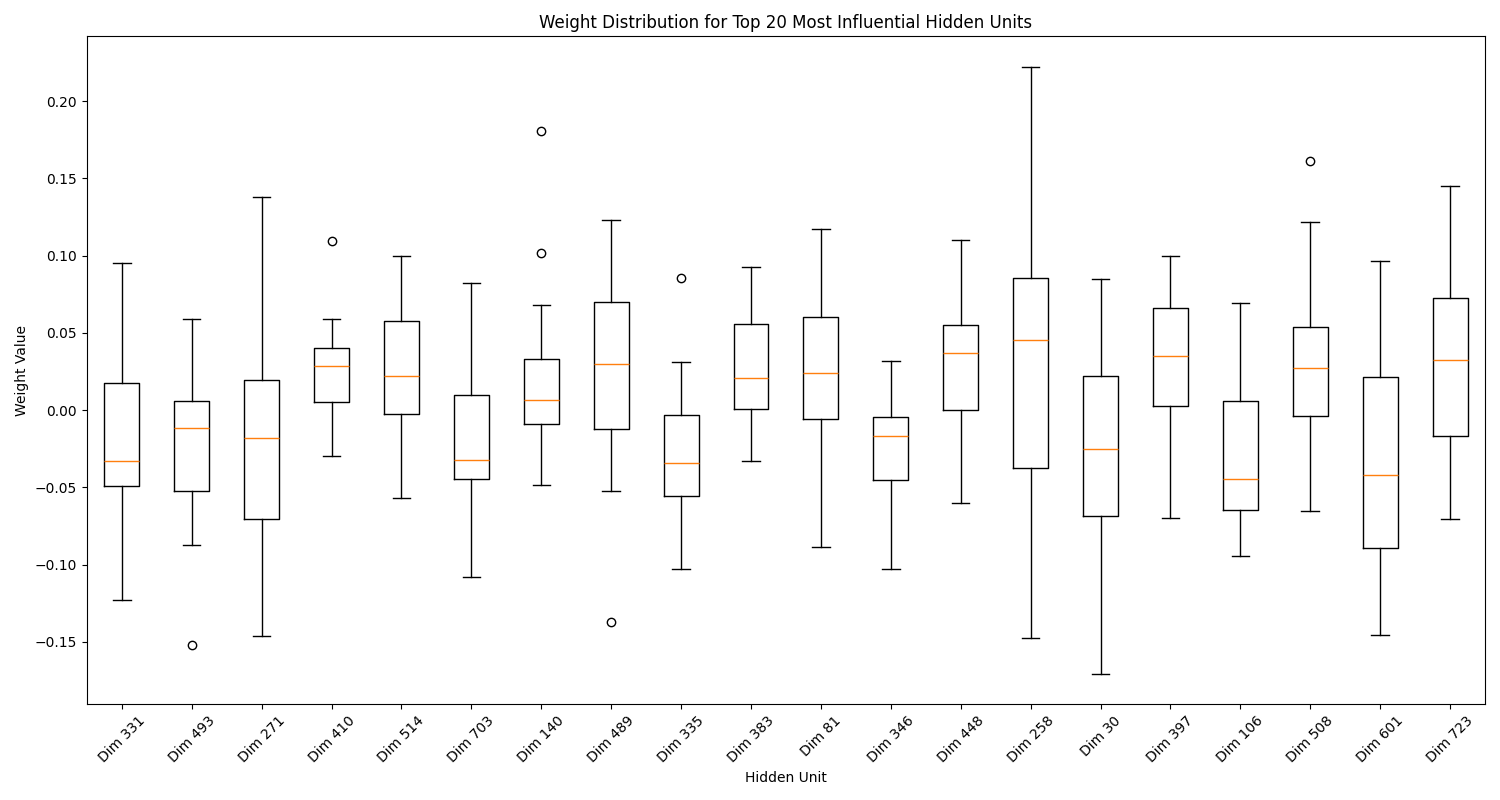 Weight Distribution for Top 20 Most Influential Hidden Units
Weight Value
0.20
0.15
0.10
0.05
0.00
−0.05
−0.10
−0.15
Dim 331
Dim 493
Dim 271
Dim 410
Dim 514
Dim 703
Dim 140
Dim 489
Dim 335
Dim 383
Dim 81
Dim 346
Dim 448
Dim 258
Dim 30
Dim 397
Dim 106
Dim 508
Dim 601
Dim 723
Hidden Unit